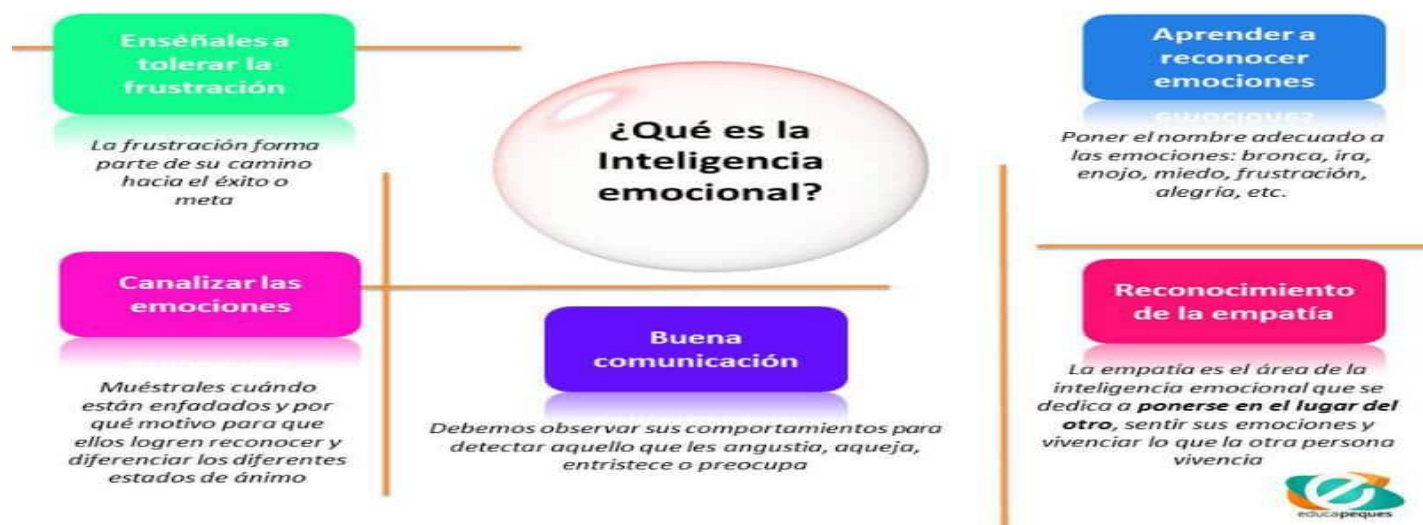 Enséñales a
tolerar la
frustración
La frustración forma
parte de su camino
hacia el éxito o
meta
Canalizar las
emociones
Muéstrales cuándo
están enfadados y por
qué motivo para que
ellos logren reconocer y
diferenciar los diferentes
estados de ánimo
¿Qué es la
Inteligencia
emocional?
Buena
comunicación
Debemos observar sus comportamientos para
detectar aquello que les angustia, aqueja,
entristece o preocupa
Aprender a
reconocer
emociones
Poner el nombre adecuado a
las emociones: bronca, ira,
enojo, miedo, frustración,
alegría, etc.
Reconocimiento
de la empatía
La empatía es el área de la
inteligencia emocional que se
dedica a ponerse en el lugar del
otro, sentir sus emociones y
vivenciar lo que la otra persona
vivencia
educapeques